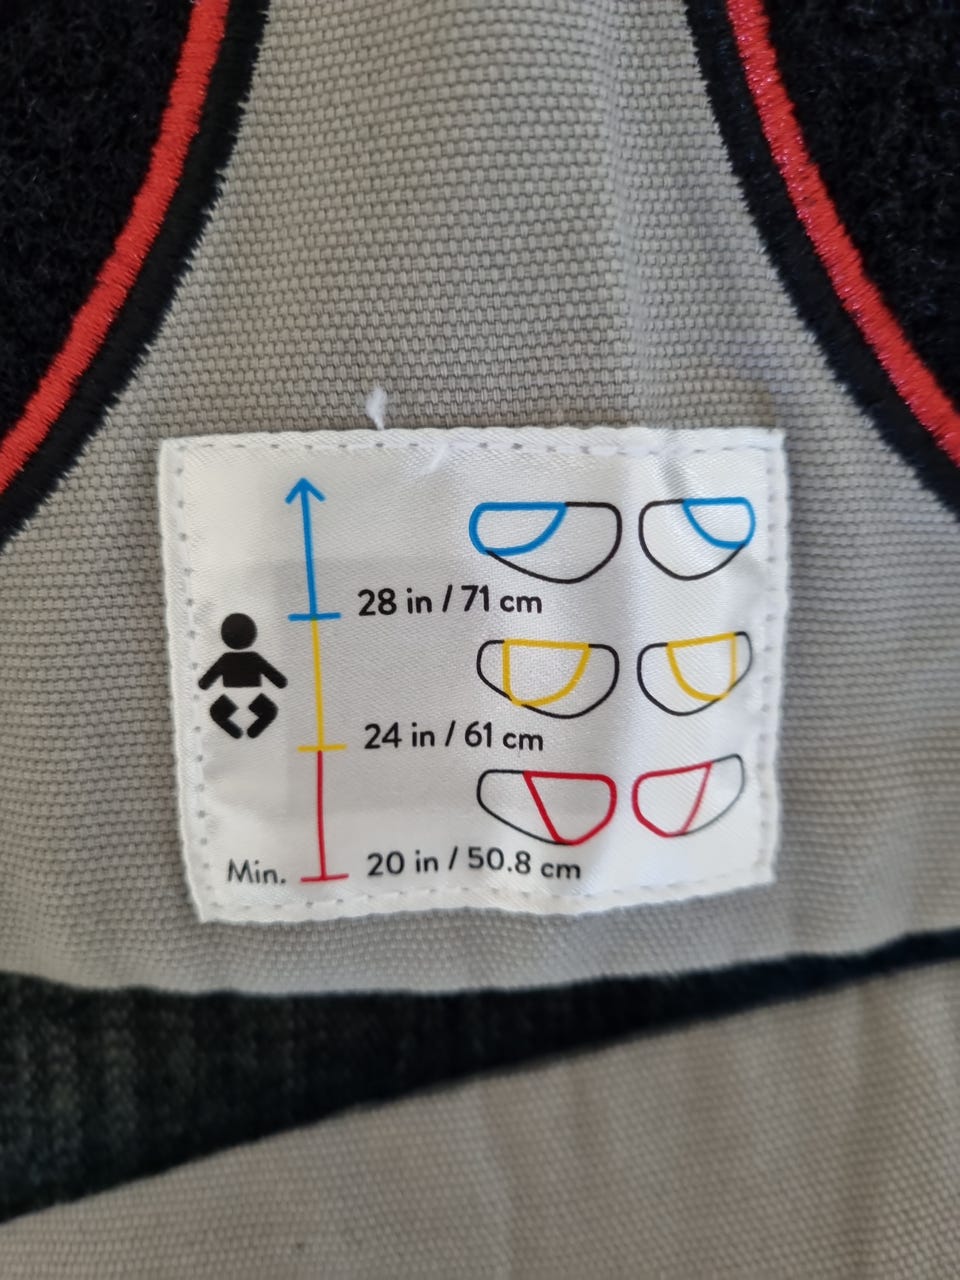 28 in / 71 cm
24 in / 61 cm
Min. 20 in / 50.8 cm